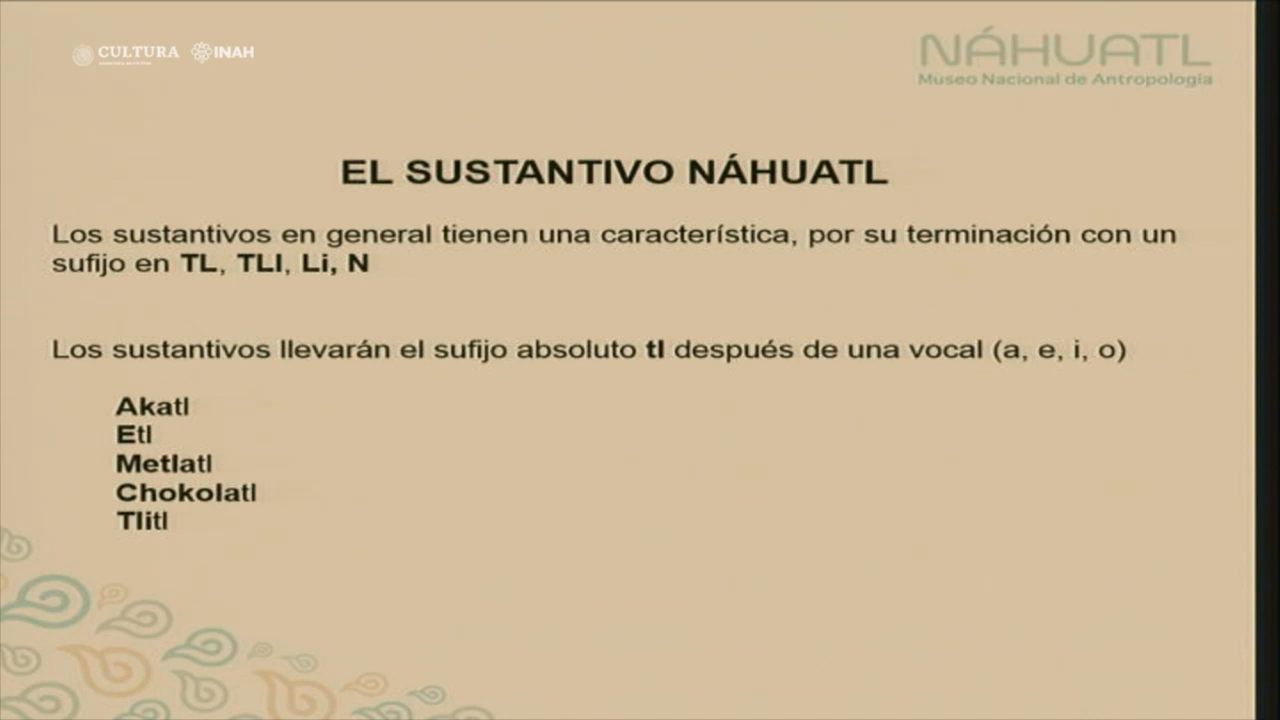 CULTURA INAH
NÁHUATL
Museo Nacional de Antropología
EL SUSTANTIVO NÁHUATL
Los sustantivos en general tienen una característica, por su terminación con un
sufijo en TL, TLI, Li, N
Los sustantivos llevarán el sufijo absoluto tl después de una vocal (a, e, i, o)
Akatl
Etl
Metlatl
Chokolatl
Tlitl